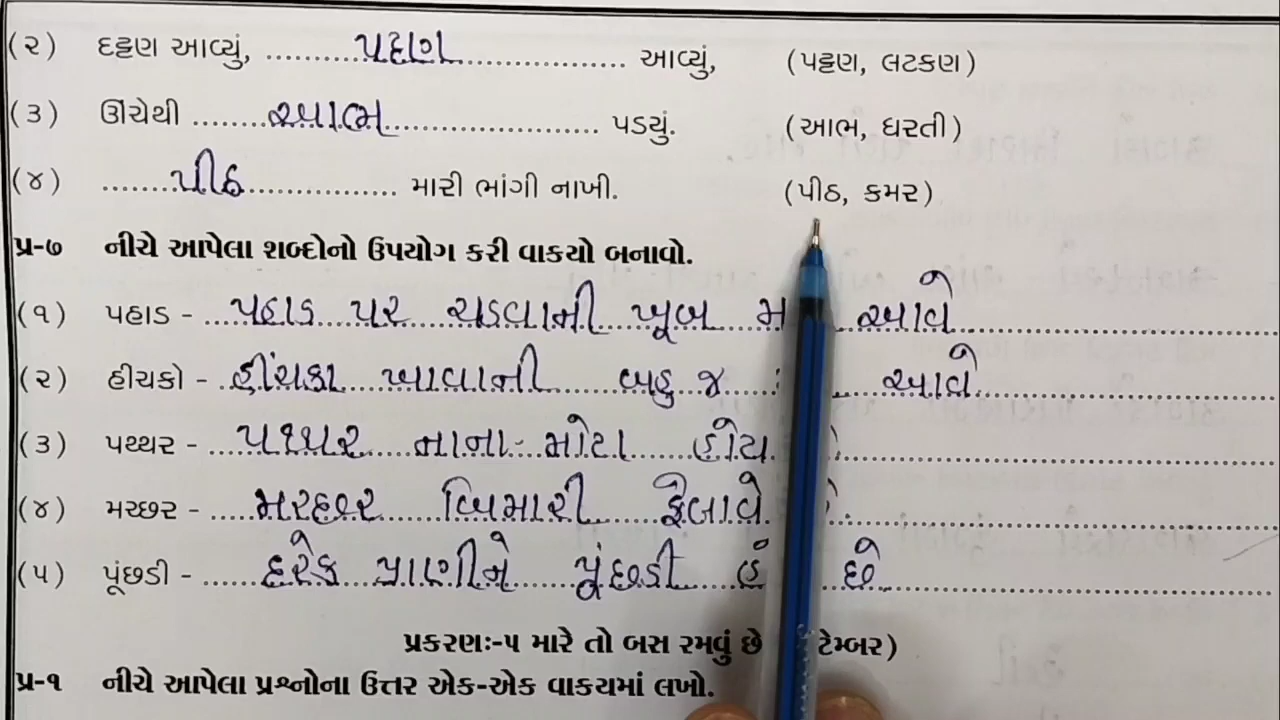 (૨) દટ્ટણ આવ્યું, પટ્ટણ આવ્યું, (પટ્ટણ, લટકણ)
(૩) ઊંચેથી આભ પડયું. (આભ, ધરતી)
(૪) પીઠ મારી ભાંગી નાખી. (પીઠ, કમર)
પ્ર-૭ નીચે આપેલા શબ્દોનો ઉપયોગ કરી વાકયો બનાવો.
(૧) પહાડ - પહાડ પર ચડવાની ખૂબ આવે
(૨) હીચકો - હીંચકા ખાવાની બહુ જ આવે
(૩) પથ્થર - પથ્થર નાના-મોટા હોય
(૪) મચ્છર - મચ્છર બિમારી ફેલાવે
(૫) પૂંછડી - દરેક પ્રાણીને પૂંછડી છે
પ્રકરણઃ-૫ મારે તો બસ રમવું છે
પ્ર-૧ નીચે આપેલા પ્રશ્નોના ઉત્તર એક-એક વાકયમાં લખો.